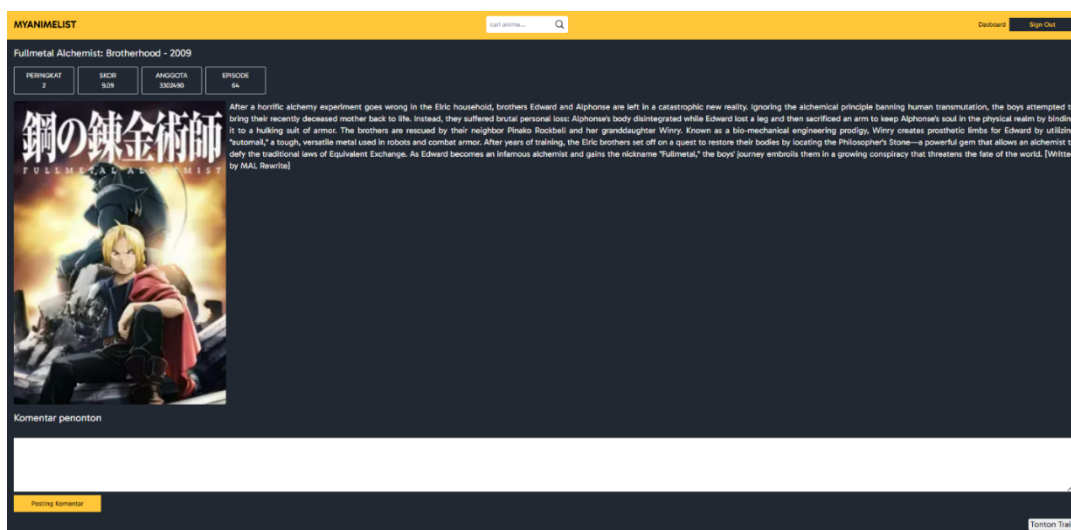 MYANIMELIST
cari anime...
Dasboard
Sign Out
Fullmetal Alchemist: Brotherhood - 2009
PERINGKAT
2
SKOR
9.09
ANGGOTA
3302490
EPISODE
64
鋼の錬金術師
FULLMETAL ALCHEMIST
After a horrific alchemy experiment goes wrong in the Elric household, brothers Edward and Alphonse are left in a catastrophic new reality. Ignoring the alchemical principle banning human transmutation, the boys attempted t
bring their recently deceased mother back to life. Instead, they suffered brutal personal loss: Alphonse's body disintegrated while Edward lost a leg and then sacrificed an arm to keep Alphonse's soul in the physical realm by bindin
it to a hulking suit of armor. The brothers are rescued by their neighbor Pinako Rockbell and her granddaughter Winry. Known as a bio-mechanical engineering prodigy, Winry creates prosthetic limbs for Edward by utilizin
"automail," a tough, versatile metal used in robots and combat armor. After years of training, the Elric brothers set off on a quest to restore their bodies by locating the Philosopher's Stone—a powerful gem that allows an alchemist t
defy the traditional laws of Equivalent Exchange. As Edward becomes an infamous alchemist and gains the nickname "Fullmetal," the boys' journey embroils them in a growing conspiracy that threatens the fate of the world. [Writte
by MAL Rewrite]
Komentar penonton
Posting Komentar
Tonton Trai